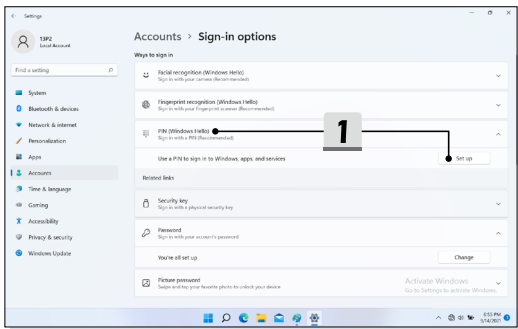 Settings
13P2
Local Account
Find a setting
System
Bluetooth & devices
Network & internet
Personalization
Apps
Accounts
Time & language
Gaming
Accessibility
Privacy & security
Windows Update
Accounts > Sign-in options
Ways to sign in
Facial recognition (Windows Hello)
Sign in with your camera (Recommended)
Fingerprint recognition (Windows Hello)
Sign in with your fingerprint scanner (Recommended)
PIN (Windows Hello)
Sign in with a PIN (Recommended)
1
Use a PIN to sign in to Windows, apps, and services
Set up
Related links
Security key
Sign in with a physical security key
Password
Sign in with your account's password
You're all set up
Change
Picture password
Swipe and tap your favorite photo to unlock your device
Activate Windows
Go to Settings to activate Windows.
6:55 PM
9/14/2021